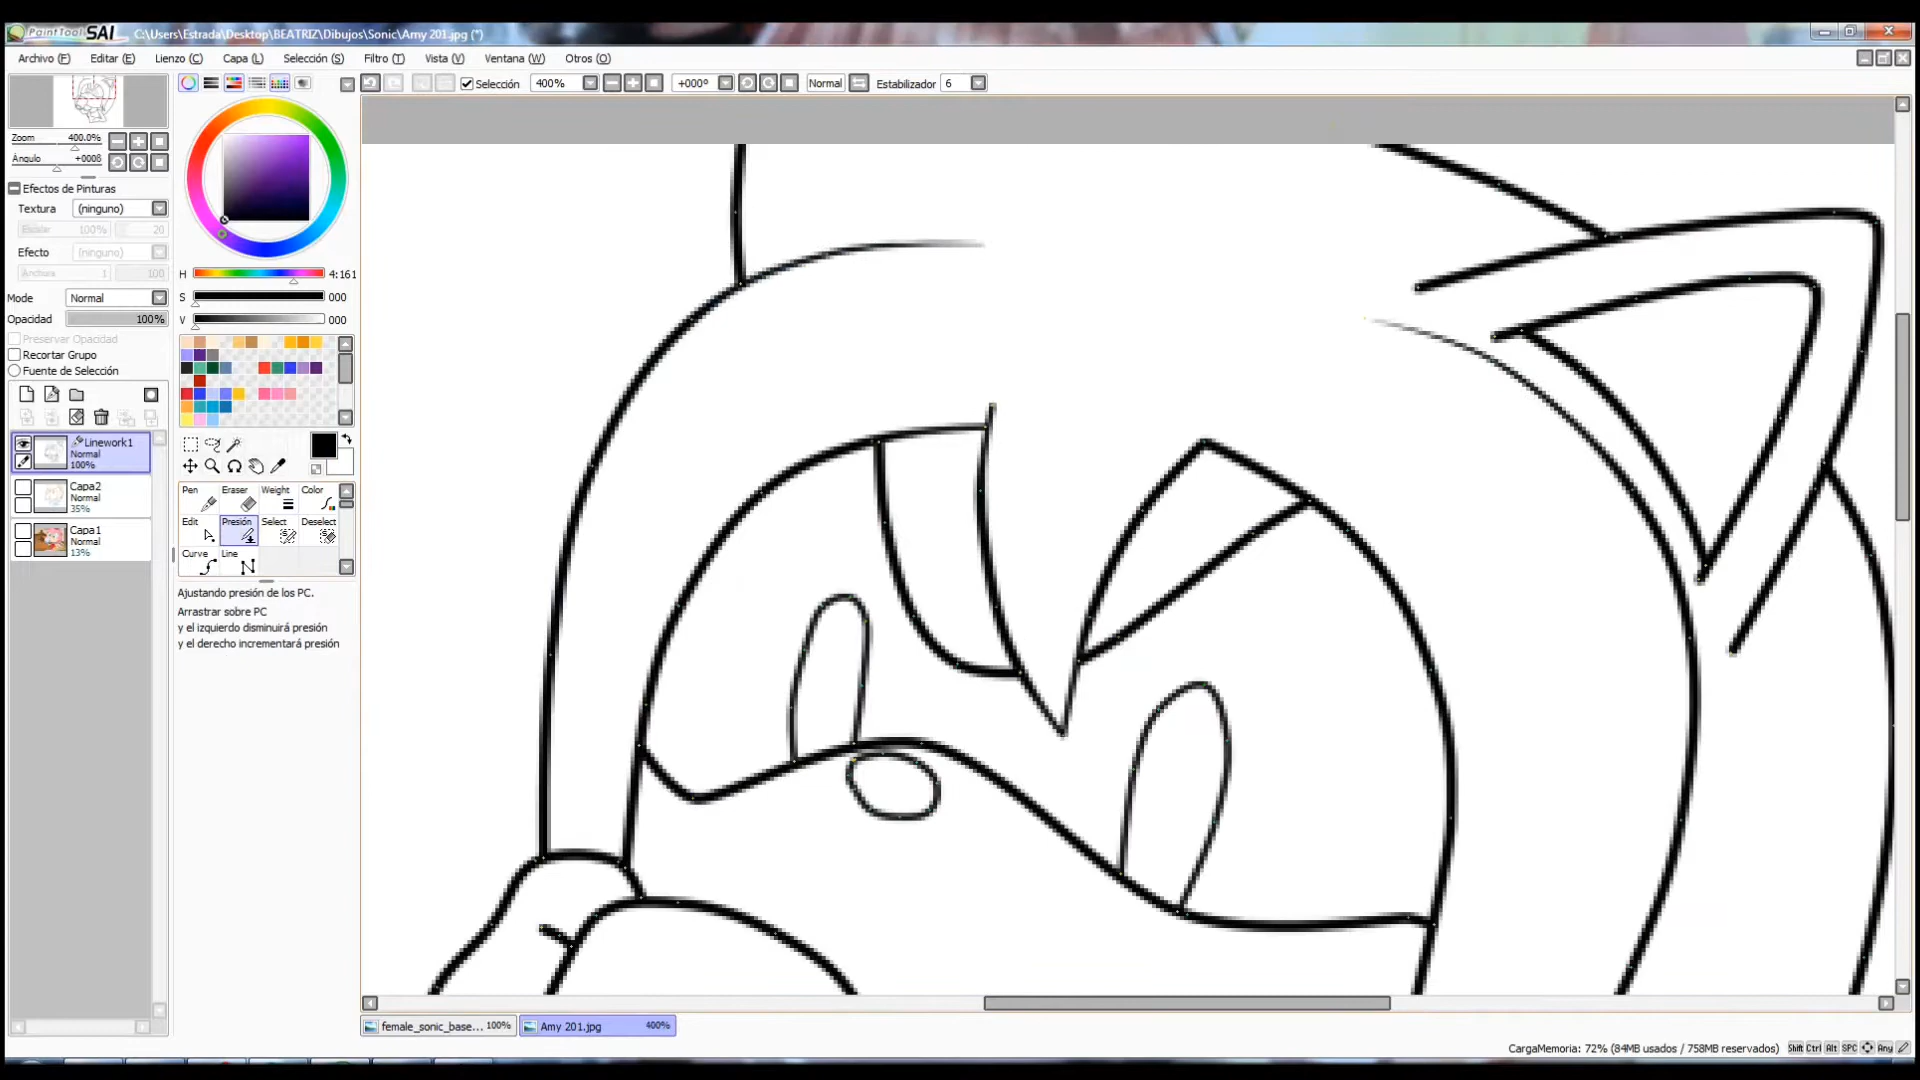 PaintTool SAI C:\Users\Estrada\Desktop\BEATRIZ\Dibujos\Sonic\Amy 201.jpg (*)
Archivo (F) Editar (E) Lienzo (C) Capa (L) Selección (S) Filtro (T) Vista (V) Ventana (W) Otros (O)
Selección 400% +000º Normal Estabilizador 6
Zoom 400.0%
Ángulo +000ß
Efectos de Pinturas
Textura (ninguno)
Escalar 100% 20
Efecto (ninguno)
Anchura 1 100
Mode Normal
Opacidad 100%
Preservar Opacidad
Recortar Grupo
Fuente de Selección
Linework1
Normal
100%
Capa2
Normal
35%
Capa1
Normal
13%
H 4:161
S 000
V 000
Pen Eraser Weight Color
Edit Presión Select Deselect
Curve Line
Ajustando presión de los PC.
Arrastrar sobre PC
y el izquierdo disminuirá presión
y el derecho incrementará presión
female_sonic_base... 100% Amy 201.jpg 400%
CargaMemoria: 72% (84MB usados / 758MB reservados) Shift Ctrl Alt SPC Any